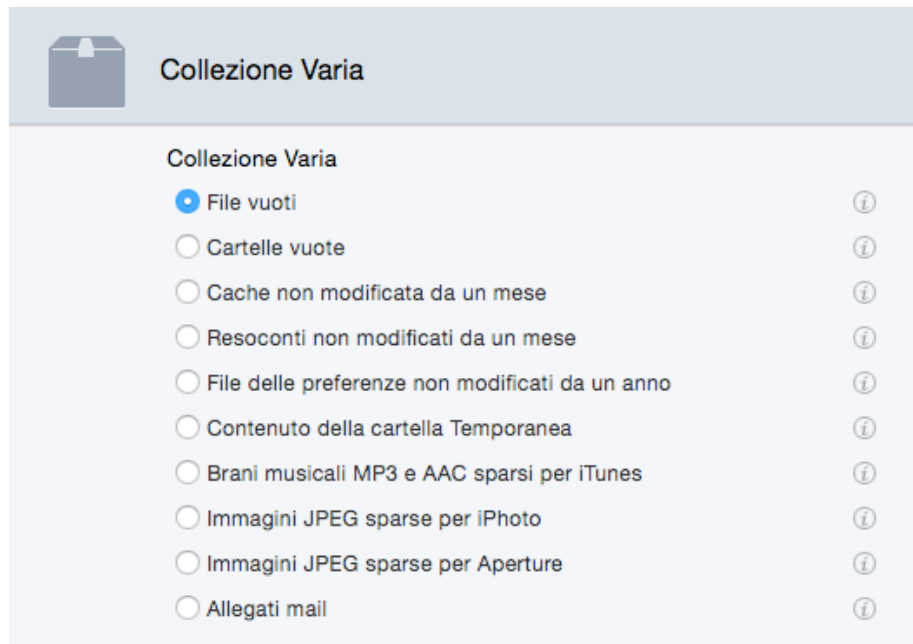 Collezione Varia
Collezione Varia
File vuoti
Cartelle vuote
Cache non modificata da un mese
Resoconti non modificati da un mese
File delle preferenze non modificati da un anno
Contenuto della cartella Temporanea
Brani musicali MP3 e AAC sparsi per iTunes
Immagini JPEG sparse per iPhoto
Immagini JPEG sparse per Aperture
Allegati mail